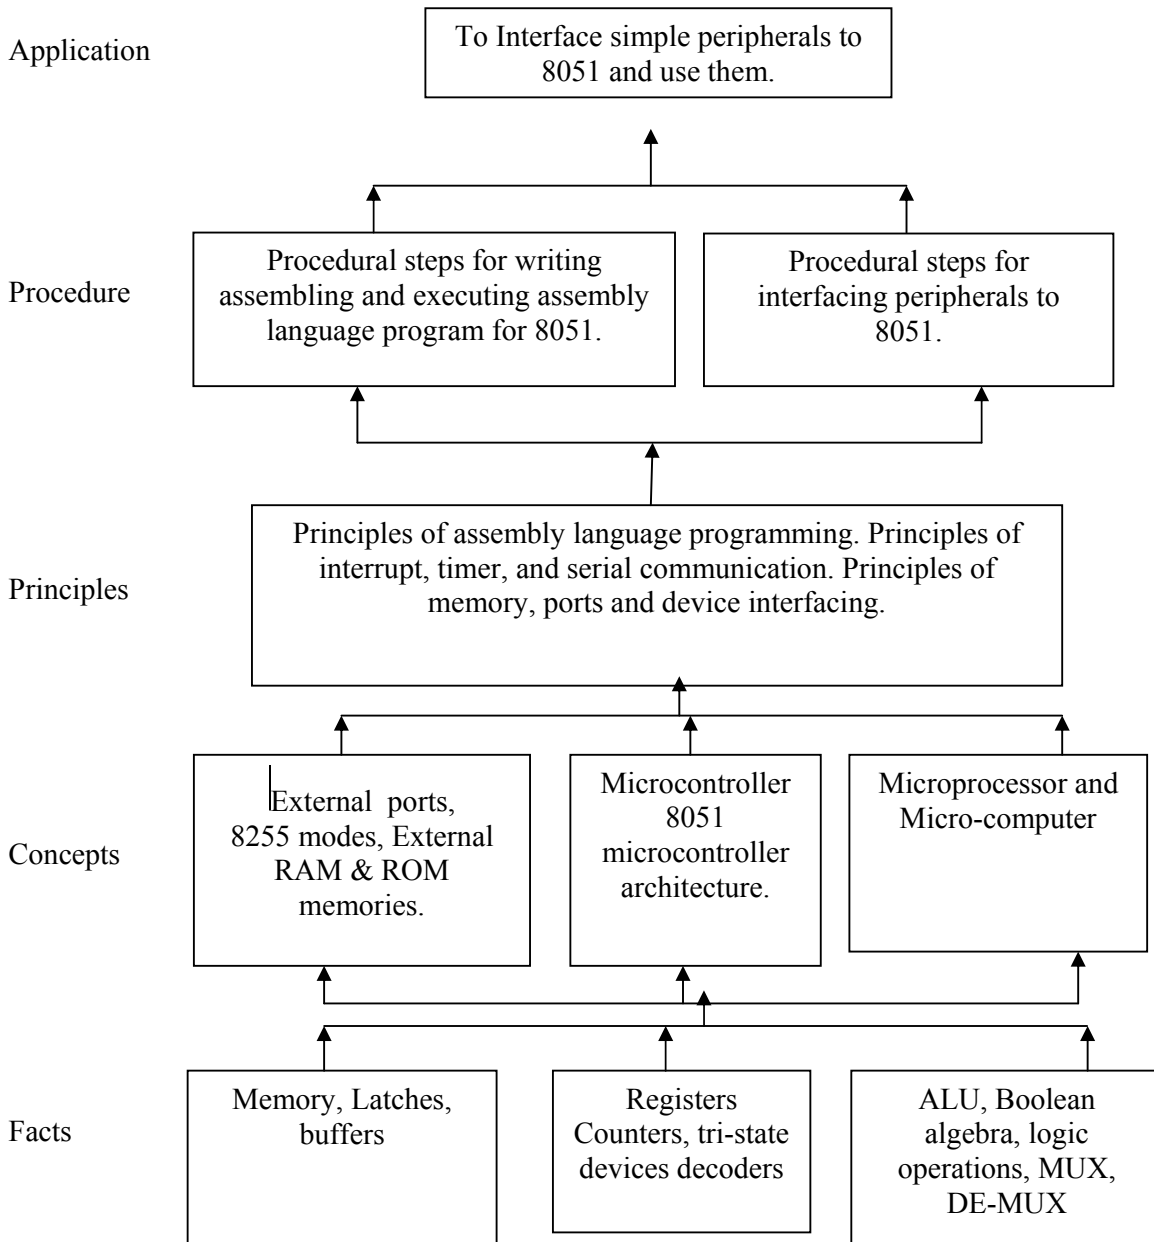 Application
To Interface simple peripherals to
8051 and use them.
Procedure
Procedural steps for writing
assembling and executing assembly
language program for 8051.
Procedural steps for
interfacing peripherals to
8051.
Principles
Principles of assembly language programming. Principles of
interrupt, timer, and serial communication. Principles of
memory, ports and device interfacing.
Concepts
External ports,
8255 modes, External
RAM & ROM
memories.
Microcontroller
8051
microcontroller
architecture.
Microprocessor and
Micro-computer
Facts
Memory, Latches,
buffers
Registers
Counters, tri-state
devices decoders
ALU, Boolean
algebra, logic
operations, MUX,
DE-MUX